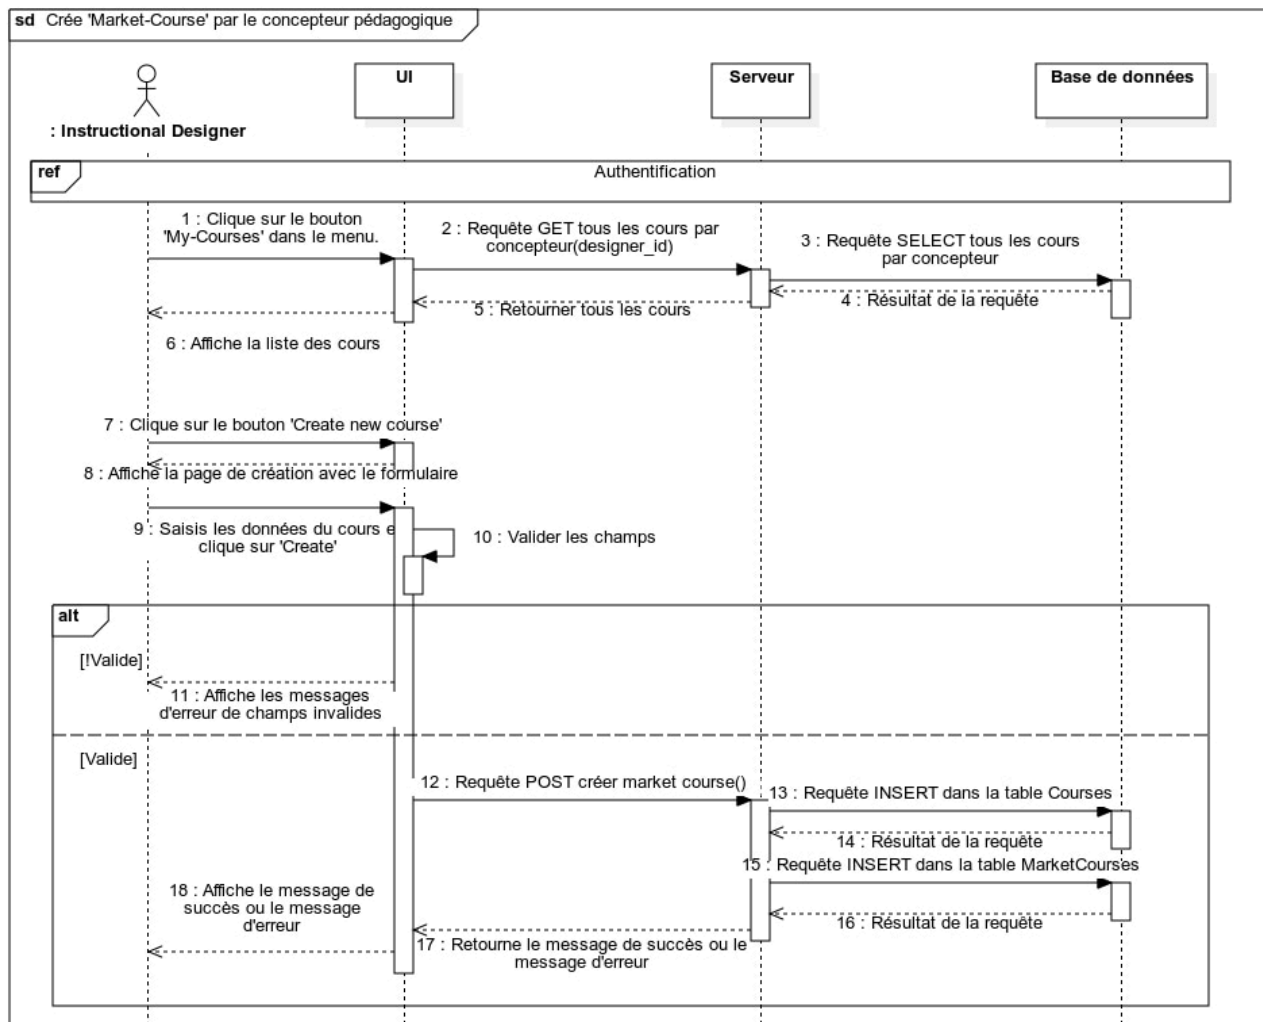 sd Crée 'Market-Course' par le concepteur pédagogique
UI
Serveur
Base de données
: Instructional Designer
ref
Authentification
1 : Clique sur le bouton
'My-Courses' dans le menu.
2 : Requête GET tous les cours par
concepteur(designer_id)
3 : Requête SELECT tous les cours
par concepteur
4 : Résultat de la requête
5 : Retourner tous les cours
6 : Affiche la liste des cours
7 : Clique sur le bouton 'Create new course'
8 : Affiche la page de création avec le formulaire
9 : Saisis les données du cours e
clique sur 'Create'
10 : Valider les champs
alt
[!Valide]
11 : Affiche les messages
d'erreur de champs invalides
[Valide]
12 : Requête POST créer market course()
13 : Requête INSERT dans la table Courses
14 : Résultat de la requête
15 : Requête INSERT dans la table MarketCourses
16 : Résultat de la requête
17 : Retourne le message de succès ou le
message d'erreur
18 : Affiche le message de
succès ou le message
d'erreur